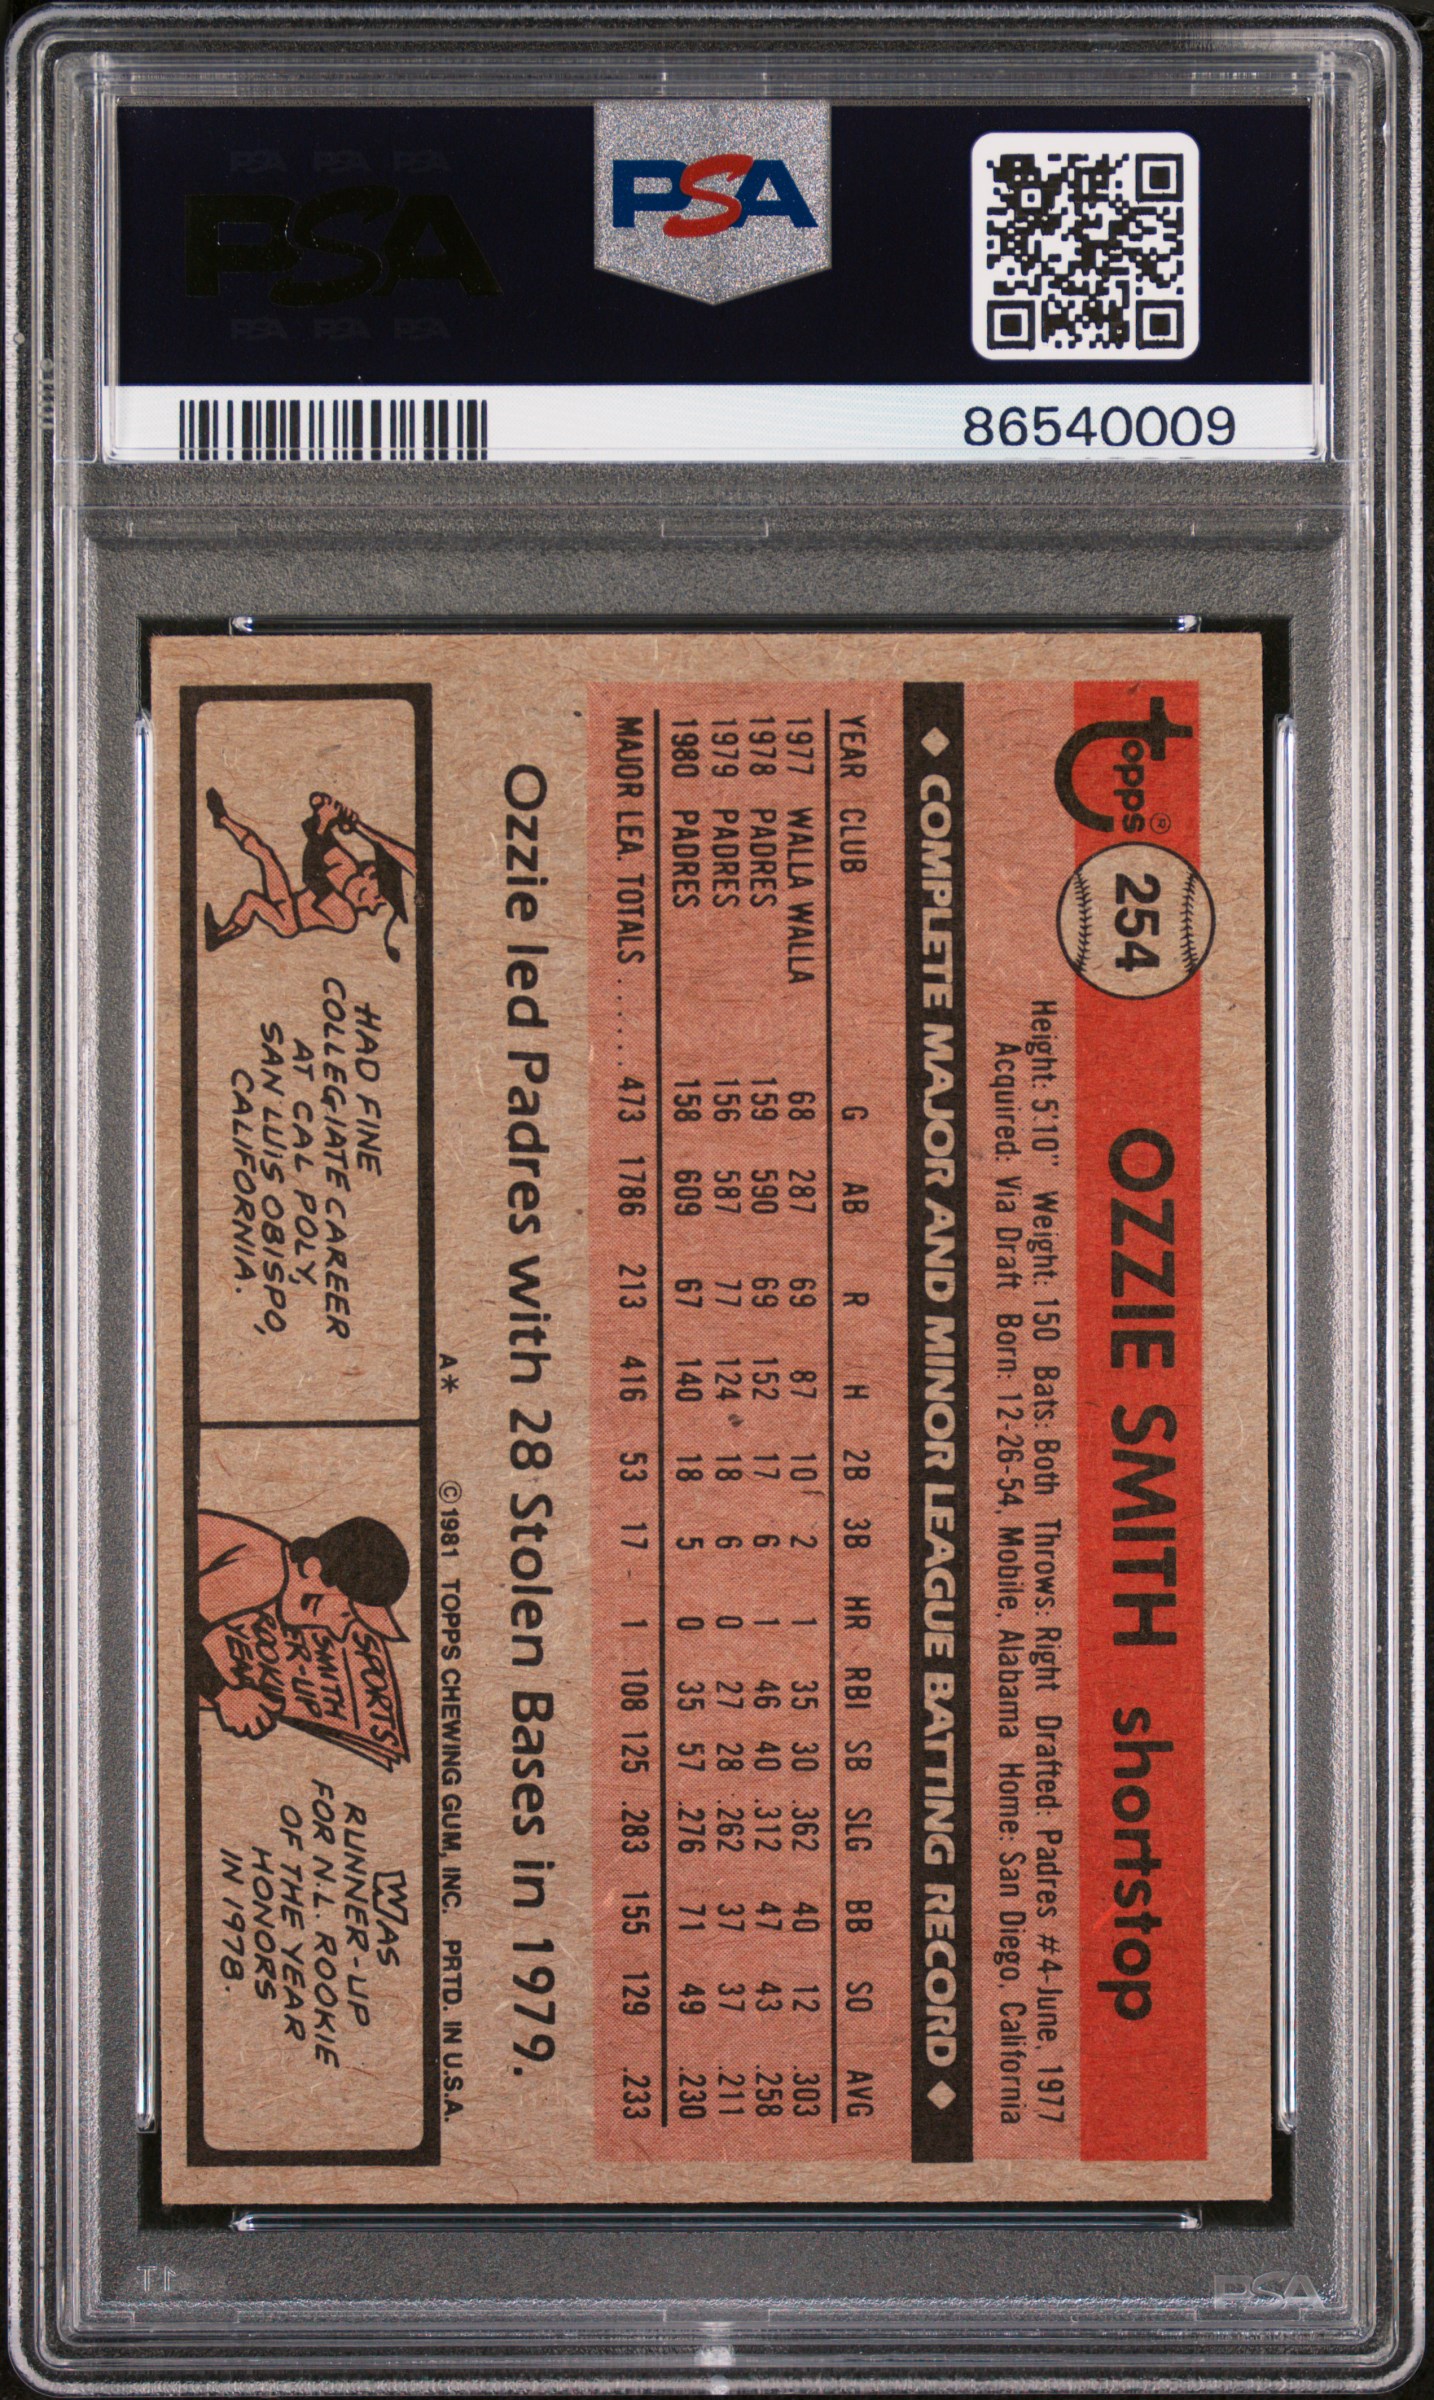 PSA PSA PSA
PSA
PSA PSA PSA
PSA
86540009
topps®
254
OZZIE SMITH shortstop
Height: 5'10" Weight: 150 Bats: Both Throws: Right Drafted: Padres #4-June, 1977
Acquired: Via Draft Born: 12-26-54, Mobile, Alabama Home: San Diego, California
◆ COMPLETE MAJOR AND MINOR LEAGUE BATTING RECORD ◆
YEAR CLUB G AB R H 2B 3B HR RBI SB SLG BB SO AVG
1977 WALLA WALLA 68 287 69 87 10 2 1 35 30 .362 40 12 .303
1978 PADRES 159 590 69 152 17 6 1 46 40 .312 47 43 .258
1979 PADRES 156 587 77 124 18 6 0 27 28 .262 37 37 .211
1980 PADRES 158 609 67 140 18 5 0 35 57 .276 71 49 .230
MAJOR LEA. TOTALS ...... 473 1786 213 416 53 17 1 108 125 .283 155 129 .233
Ozzie led Padres with 28 Stolen Bases in 1979.
A* © 1981 TOPPS CHEWING GUM, INC. PRTD. IN U.S.A.
HAD FINE
COLLEGIATE CAREER
AT CAL POLY,
SAN LUIS OBISPO,
CALIFORNIA.
SPORTS
SMITH
ER-UP
ROOKIE
YEAR
WAS
RUNNER-UP
FOR N.L. ROOKIE
OF THE YEAR
HONORS
IN 1978.
PSA